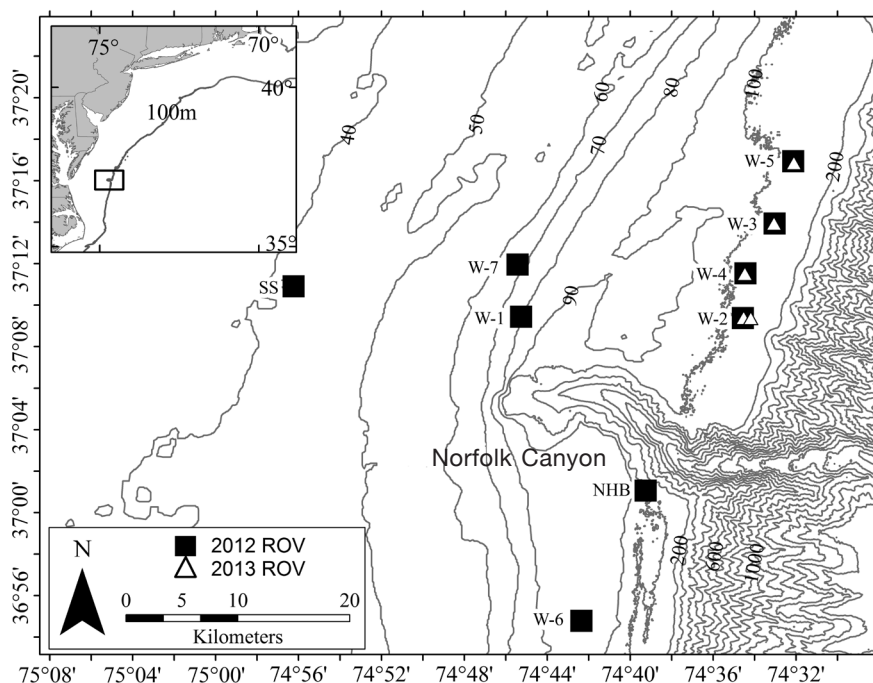 75°
70°
40°
100m
35°
37°20'
37°16'
37°12'
37°08'
37°04'
37°00'
36°56'
40
50
60
70
80
100
200
90
W-5
W-3
W-4
W-2
W-7
W-1
SS
Norfolk Canyon
NHB
W-6
200
600
1000
N
2012 ROV
2013 ROV
0 5 10 20
Kilometers
75°08' 75°00' 74°56' 74°52' 74°48' 74°44' 74°40' 74°36' 74°32'